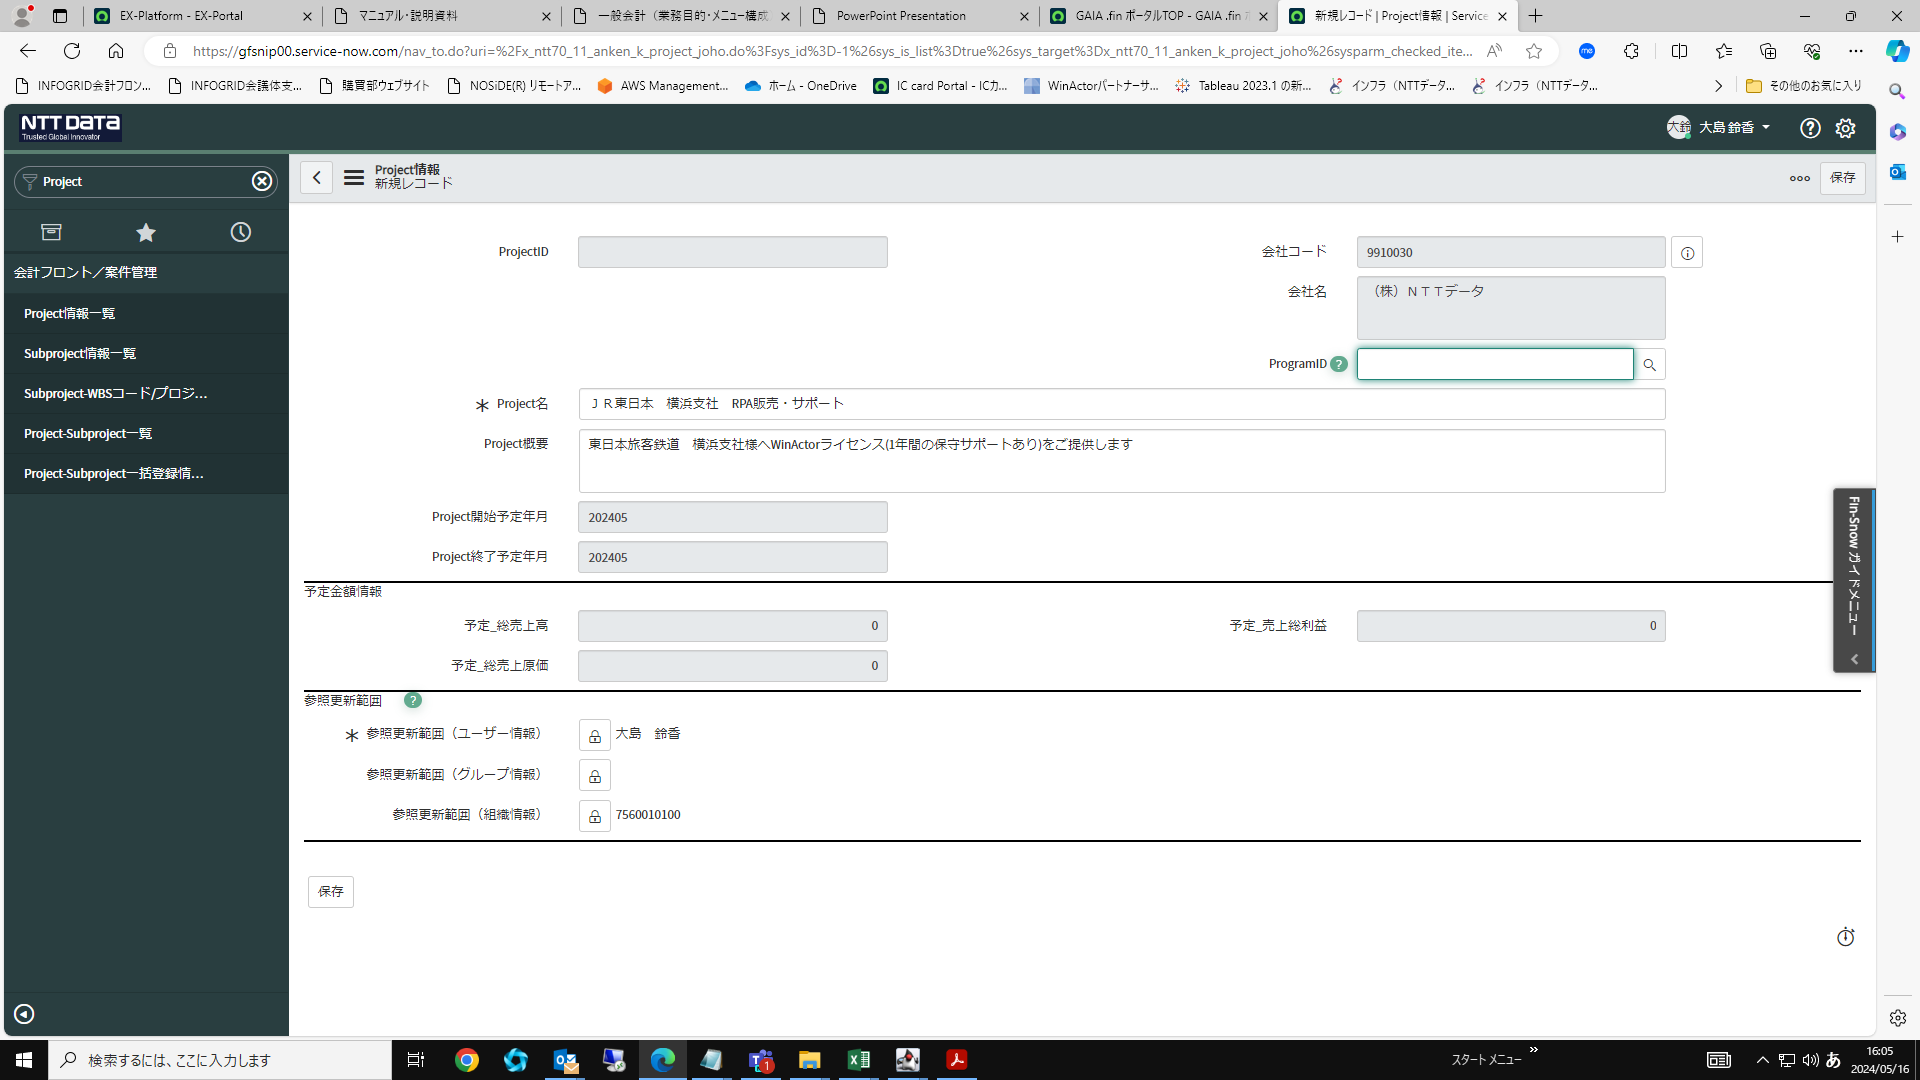 EX-Platform - EX-Portal
マニュアル・説明資料
一般会計（業務目的・メニュー構成
PowerPoint Presentation
GAIA .fin ポータルTOP - GAIA .fin ポ
新規レコード | Project情報 | Service
https://gfsnip00.service-now.com/nav_to.do?uri=%2Fx_ntt70_11_anken_k_project_joho.do%3Fsys_id%3D-1%26sys_is_list%3Dtrue%26sys_target%3Dx_ntt70_11_anken_k_project_joho%26sysparm_checked_ite...
INFOGRID会計フロン...
INFOGRID会議体支...
購買部ウェブサイト
NOSiDE(R) リモートア...
AWS Management...
ホーム - OneDrive
IC card Portal - ICカ...
WinActorパートナーサ...
Tableau 2023.1 の新...
インフラ（NTTデータ...
インフラ（NTTデータ...
その他のお気に入り
NTT DATA
Trusted Global Innovator
大鈴
大島 鈴香
Project
Project情報
新規レコード
保存
会計フロント／案件管理
Project情報一覧
Subproject情報一覧
Subproject-WBSコード/プロジ...
Project-Subproject一覧
Project-Subproject一括登録情...
ProjectID
会社コード
9910030
会社名
（株）ＮＴＴデータ
ProgramID
?
Project名
ＪＲ東日本　横浜支社　RPA販売・サポート
Project概要
東日本旅客鉄道　横浜支社様へWinActorライセンス(1年間の保守サポートあり)をご提供します
Project開始予定年月
202405
Project終了予定年月
202405
予定金額情報
予定_総売上高
0
予定_売上総利益
0
予定_総売上原価
0
参照更新範囲
?
参照更新範囲（ユーザー情報）
大島　鈴香
参照更新範囲（グループ情報）
参照更新範囲（組織情報）
7560010100
保存
Fin-Snow ガイドメニュー
検索するには、ここに入力します
1
スタート メニュー
あ
16:05
2024/05/16